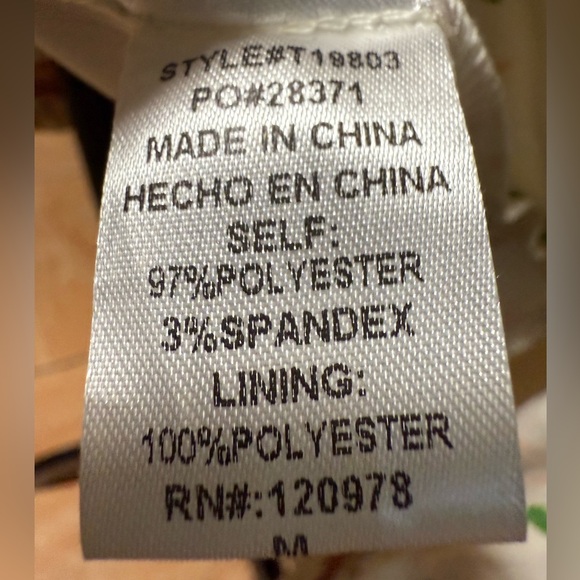 STYLE#T19803
PO#28371
MADE IN CHINA
HECHO EN CHINA
SELF:
97%POLYESTER
3%SPANDEX
LINING:
100%POLYESTER
RN#:120978
M